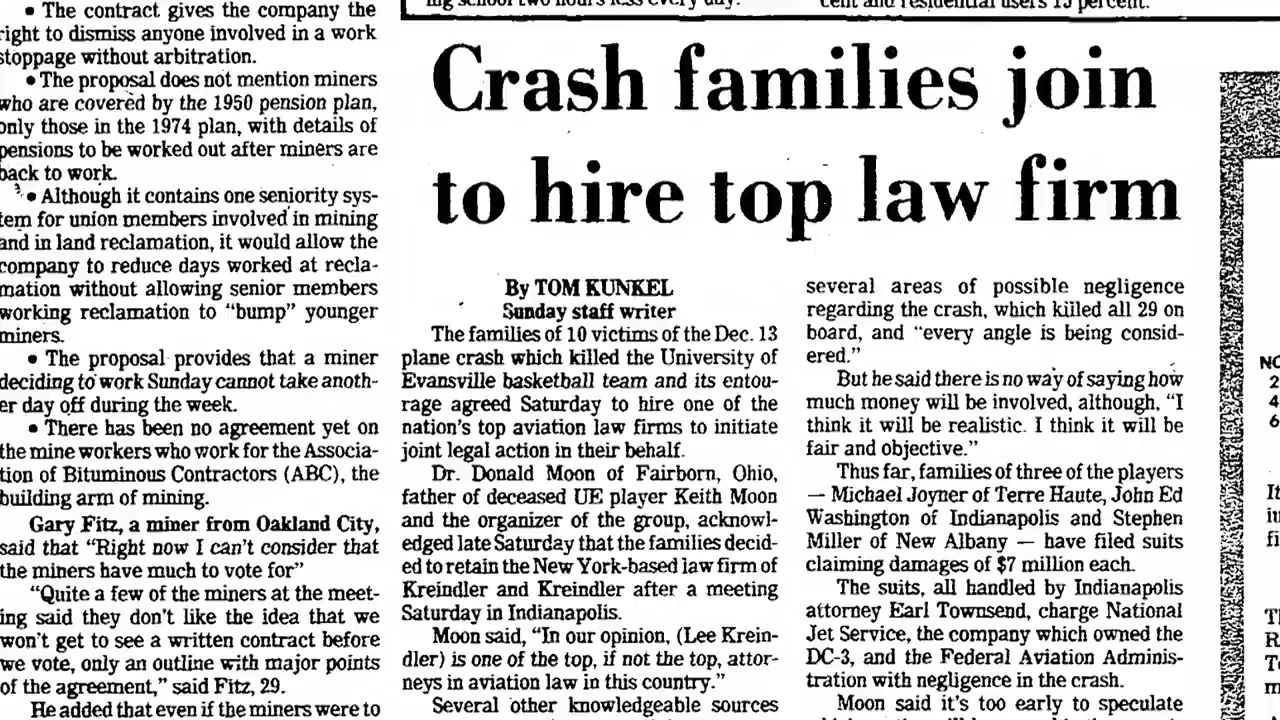 • The contract gives the company the
right to dismiss anyone involved in a work
stoppage without arbitration.
• The proposal does not mention miners
who are covered by the 1950 pension plan,
only those in the 1974 plan, with details of
pensions to be worked out after miners are
back to work.
• Although it contains one seniority sys-
tem for union members involved in mining
and in land reclamation, it would allow the
company to reduce days worked at recla-
mation without allowing senior members
working reclamation to "bump" younger
miners.
• The proposal provides that a miner
deciding to work Sunday cannot take anoth-
er day off during the week.
• There has been no agreement yet on
the mine workers who work for the Associa-
tion of Bituminous Contractors (ABC), the
building arm of mining.
Gary Fitz, a miner from Oakland City,
said that "Right now I can't consider that
the miners have much to vote for"
"Quite a few of the miners at the meet-
ing said they don't like the idea that we
won't get to see a written contract before
we vote, only an outline with major points
of the agreement," said Fitz, 29.
He added that even if the miners were to
ing school two hours less every day.
cent and residential users 15 percent.
Crash families join
to hire top law firm
By TOM KUNKEL
Sunday staff writer
The families of 10 victims of the Dec. 13
plane crash which killed the University of
Evansville basketball team and its entou-
rage agreed Saturday to hire one of the
nation's top aviation law firms to initiate
joint legal action in their behalf.
Dr. Donald Moon of Fairborn, Ohio,
father of deceased UE player Keith Moon
and the organizer of the group, acknowl-
edged late Saturday that the families decid-
ed to retain the New York-based law firm of
Kreindler and Kreindler after a meeting
Saturday in Indianapolis.
Moon said, "In our opinion, (Lee Krein-
dler) is one of the top, if not the top, attor-
neys in aviation law in this country."
Several other knowledgeable sources
several areas of possible negligence
regarding the crash, which killed all 29 on
board, and "every angle is being consid-
ered."
But he said there is no way of saying how
much money will be involved, although, "I
think it will be realistic. I think it will be
fair and objective."
Thus far, families of three of the players
— Michael Joyner of Terre Haute, John Ed
Washington of Indianapolis and Stephen
Miller of New Albany — have filed suits
claiming damages of $7 million each.
The suits, all handled by Indianapolis
attorney Earl Townsend, charge National
Jet Service, the company which owned the
DC-3, and the Federal Aviation Adminis-
tration with negligence in the crash.
Moon said it's too early to speculate
NO
2
4
6